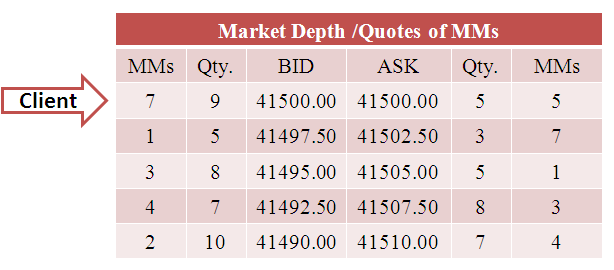 Market Depth /Quotes of MMs
MMs Qty. BID ASK Qty. MMs
Client
7 9 41500.00 41500.00 5 5
1 5 41497.50 41502.50 3 7
3 8 41495.00 41505.00 5 1
4 7 41492.50 41507.50 8 3
2 10 41490.00 41510.00 7 4